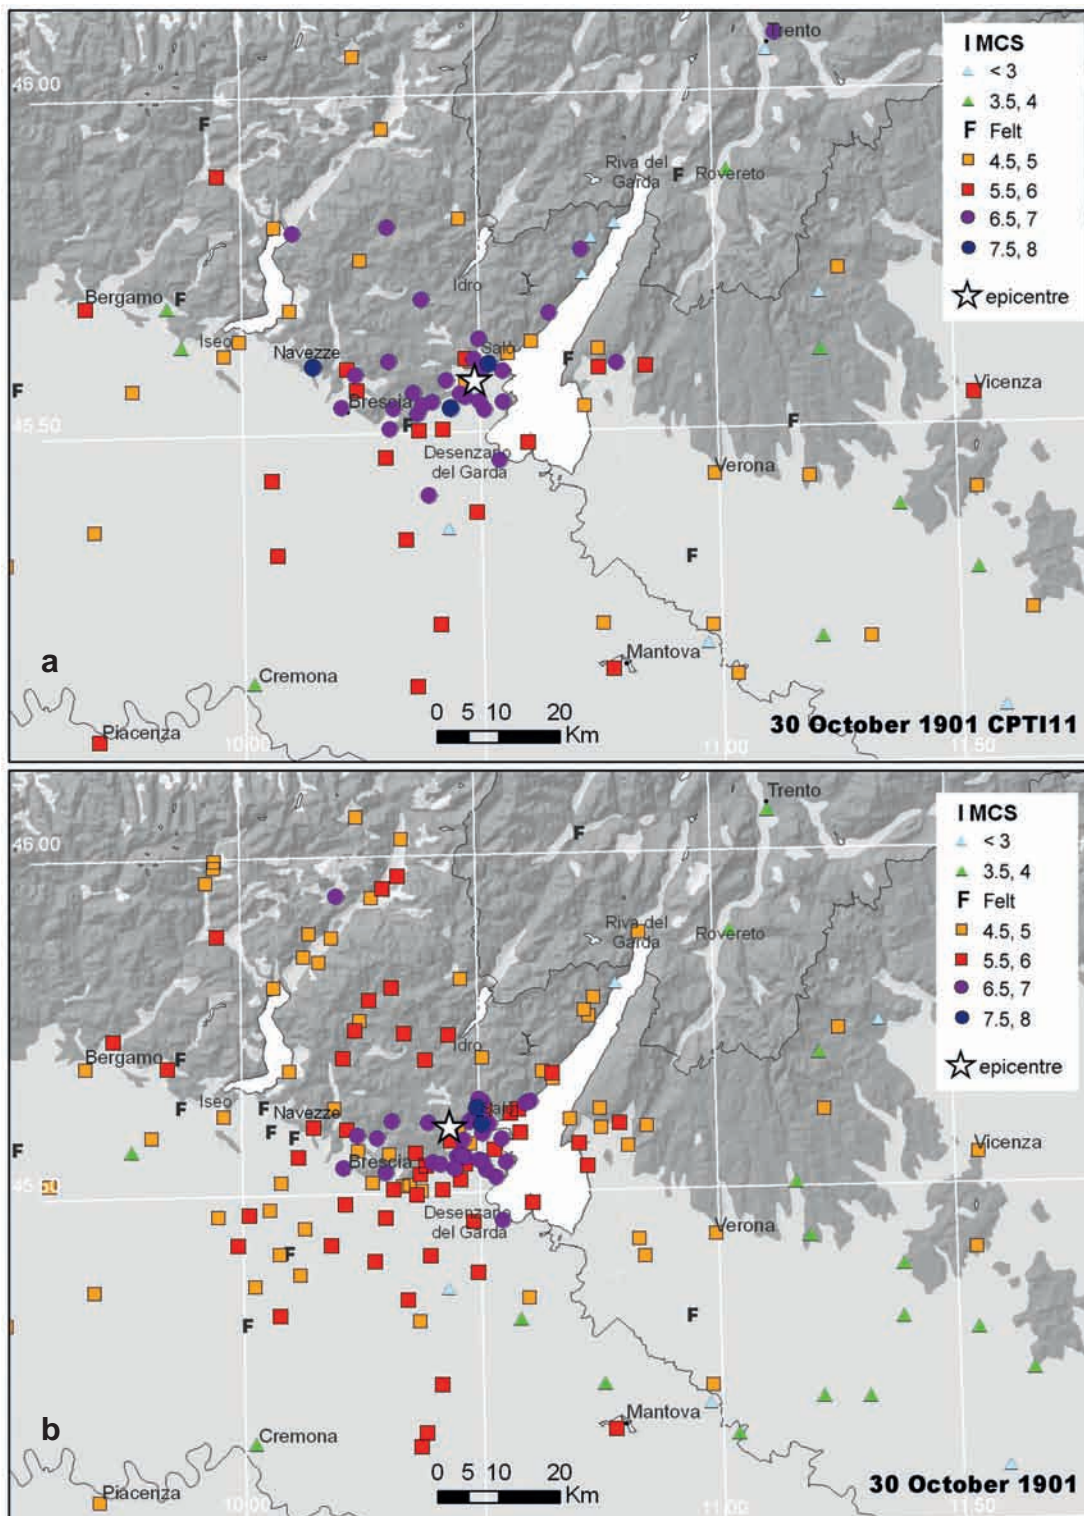 Trento
I MCS
< 3
3.5, 4
F Felt
4.5, 5
5.5, 6
6.5, 7
7.5, 8
epicentre
46 00
F
Riva del
Garda
F
Rovereto
Bergamo
F
Idro
Iseo
Navezze
Salò
F
F
Vicenza
Brescia
F
F
45 50
Desenzano
del Garda
Verona
F
a
Mantova
Cremona
0 5 10 20
Km
30 October 1901 CPTI11
Piacenza
10 00
11 00
11 50
Trento
I MCS
< 3
3.5, 4
F Felt
4.5, 5
5.5, 6
6.5, 7
7.5, 8
epicentre
F
46 00
Riva del
Garda
Rovereto
Bergamo
F
Idro
Iseo
F
F
Navezze
Salò
F
F
F
Vicenza
Brescia
45 50
Desenzano
del Garda
Verona
F
F
F
b
Mantova
Cremona
0 5 10 20
Km
30 October 1901
Piacenza
10 00
11 00
11 50